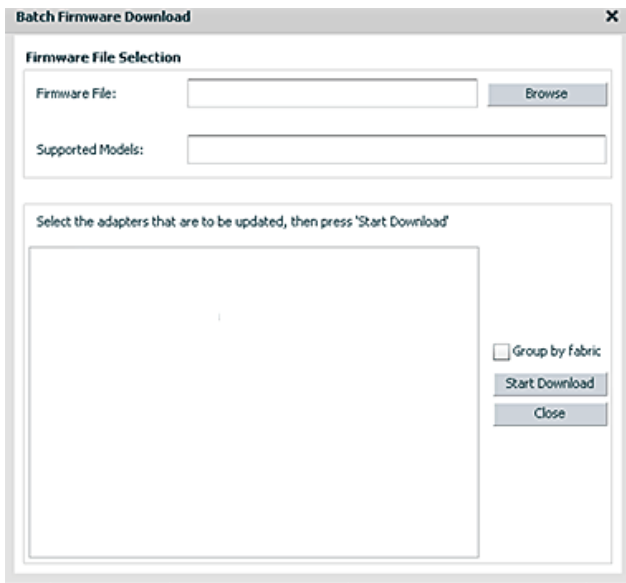 Batch Firmware Download
Firmware File Selection
Firmware File:
Browse
Supported Models:
Select the adapters that are to be updated, then press 'Start Download'
Group by fabric
Start Download
Close